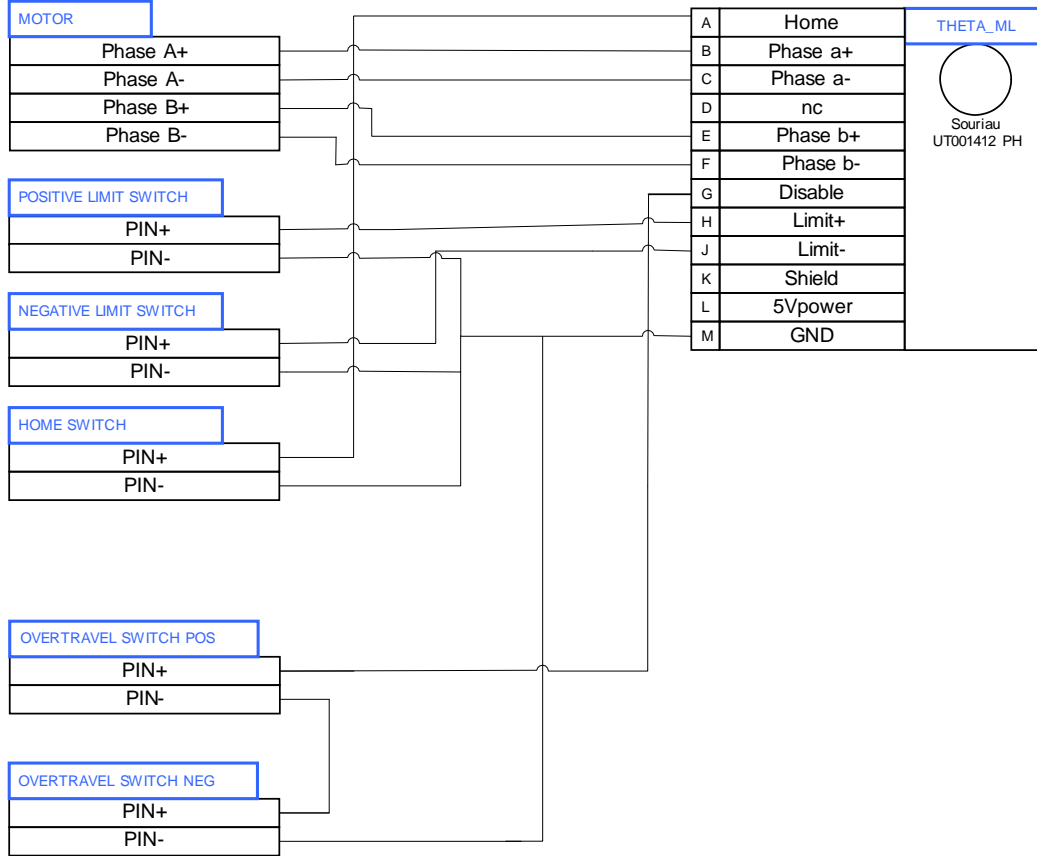 MOTOR
Phase A+
Phase A-
Phase B+
Phase B-
POSITIVE LIMIT SWITCH
PIN+
PIN-
NEGATIVE LIMIT SWITCH
PIN+
PIN-
HOME SWITCH
PIN+
PIN-
OVERTRAVEL SWITCH POS
PIN+
PIN-
OVERTRAVEL SWITCH NEG
PIN+
PIN-
A Home
B Phase a+
C Phase a-
D nc
E Phase b+
F Phase b-
G Disable
H Limit+
J Limit-
K Shield
L 5Vpower
M GND
THETA_ML
Souriau
UT001412 PH